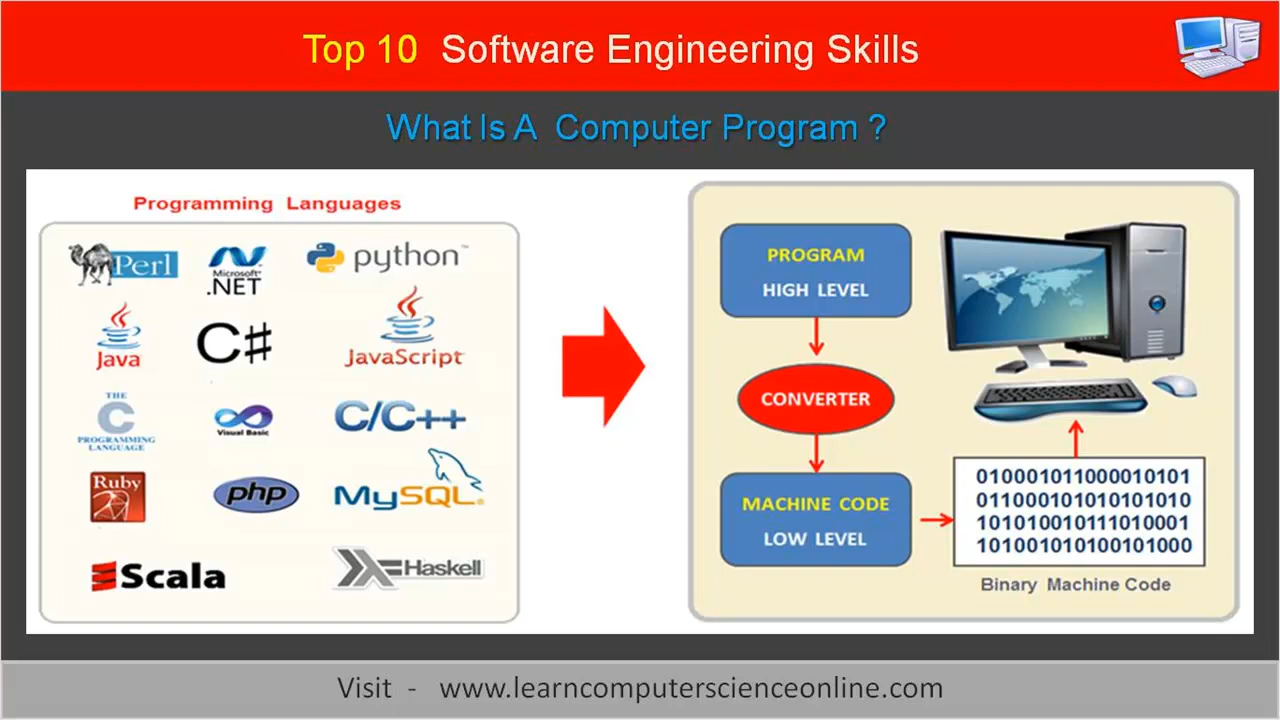 Top 10 Software Engineering Skills
What Is A Computer Program ?
Programming Languages
Perl
Microsoft®
.NET
python™
Java
C#
JavaScript
THE
C
PROGRAMMING
LANGUAGE
Visual Basic
C/C++
Ruby
php
MySQL®
Scala
Haskell
PROGRAM
HIGH LEVEL
CONVERTER
MACHINE CODE
LOW LEVEL
010001011000010101
011000101010101010
101010010111010001
101001010100101000
Binary Machine Code
Visit - www.learncomputerscienceonline.com